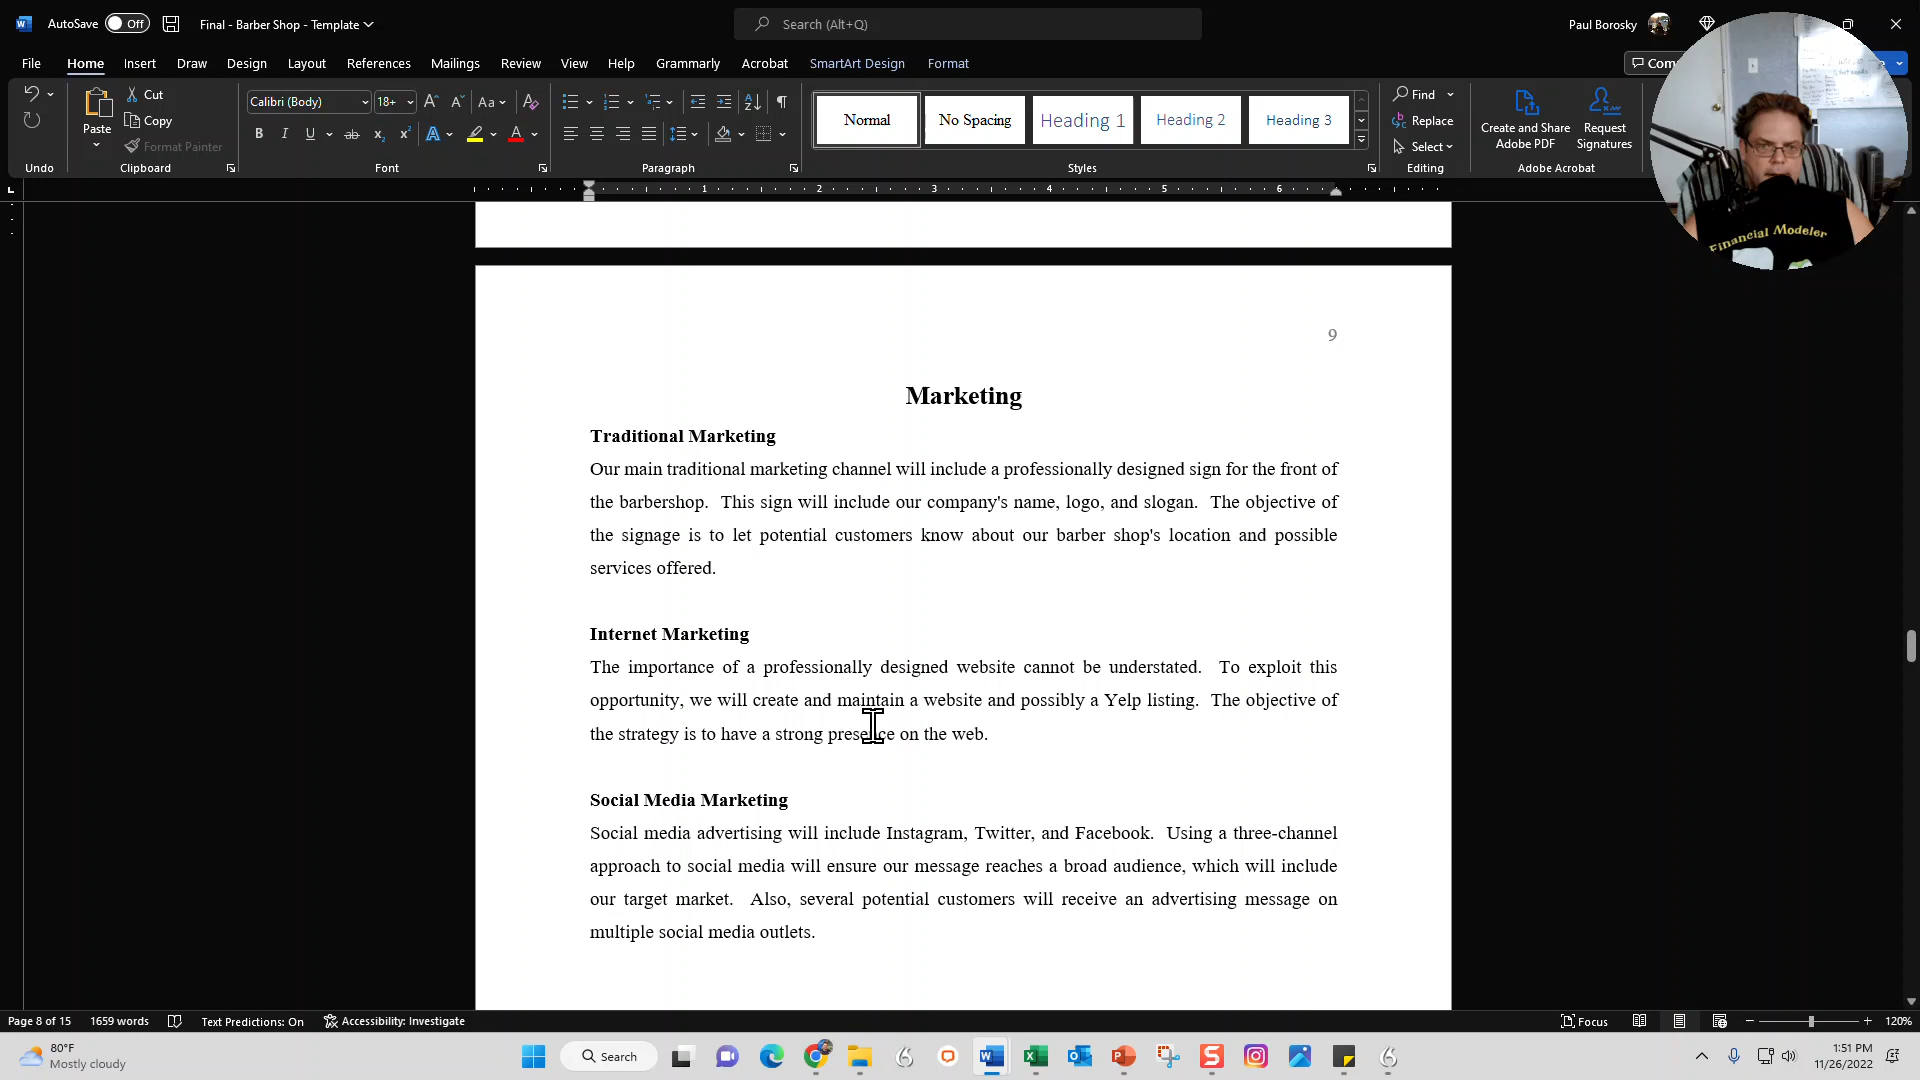 AutoSave Off Final - Barber Shop - Template Search (Alt+Q) Paul Borosky
File Home Insert Draw Design Layout References Mailings Review View Help Grammarly Acrobat SmartArt Design Format
Paste Cut Copy Format Painter
Calibri (Body) 18+
Normal No Spacing Heading 1 Heading 2 Heading 3
Find Replace Select
Create and Share Adobe PDF Request Signatures
Undo Clipboard Font Paragraph Styles Editing Adobe Acrobat
1 2 3 4 5 6
Financial Modeler
9
Marketing
Traditional Marketing
Our main traditional marketing channel will include a professionally designed sign for the front of
the barbershop. This sign will include our company's name, logo, and slogan. The objective of
the signage is to let potential customers know about our barber shop's location and possible
services offered.
Internet Marketing
The importance of a professionally designed website cannot be understated. To exploit this
opportunity, we will create and maintain a website and possibly a Yelp listing. The objective of
the strategy is to have a strong presence on the web.
Social Media Marketing
Social media advertising will include Instagram, Twitter, and Facebook. Using a three-channel
approach to social media will ensure our message reaches a broad audience, which will include
our target market. Also, several potential customers will receive an advertising message on
multiple social media outlets.
Page 8 of 15 1659 words Text Predictions: On Accessibility: Investigate Focus 120%
80°F
Mostly cloudy
Search
1:51 PM
11/26/2022